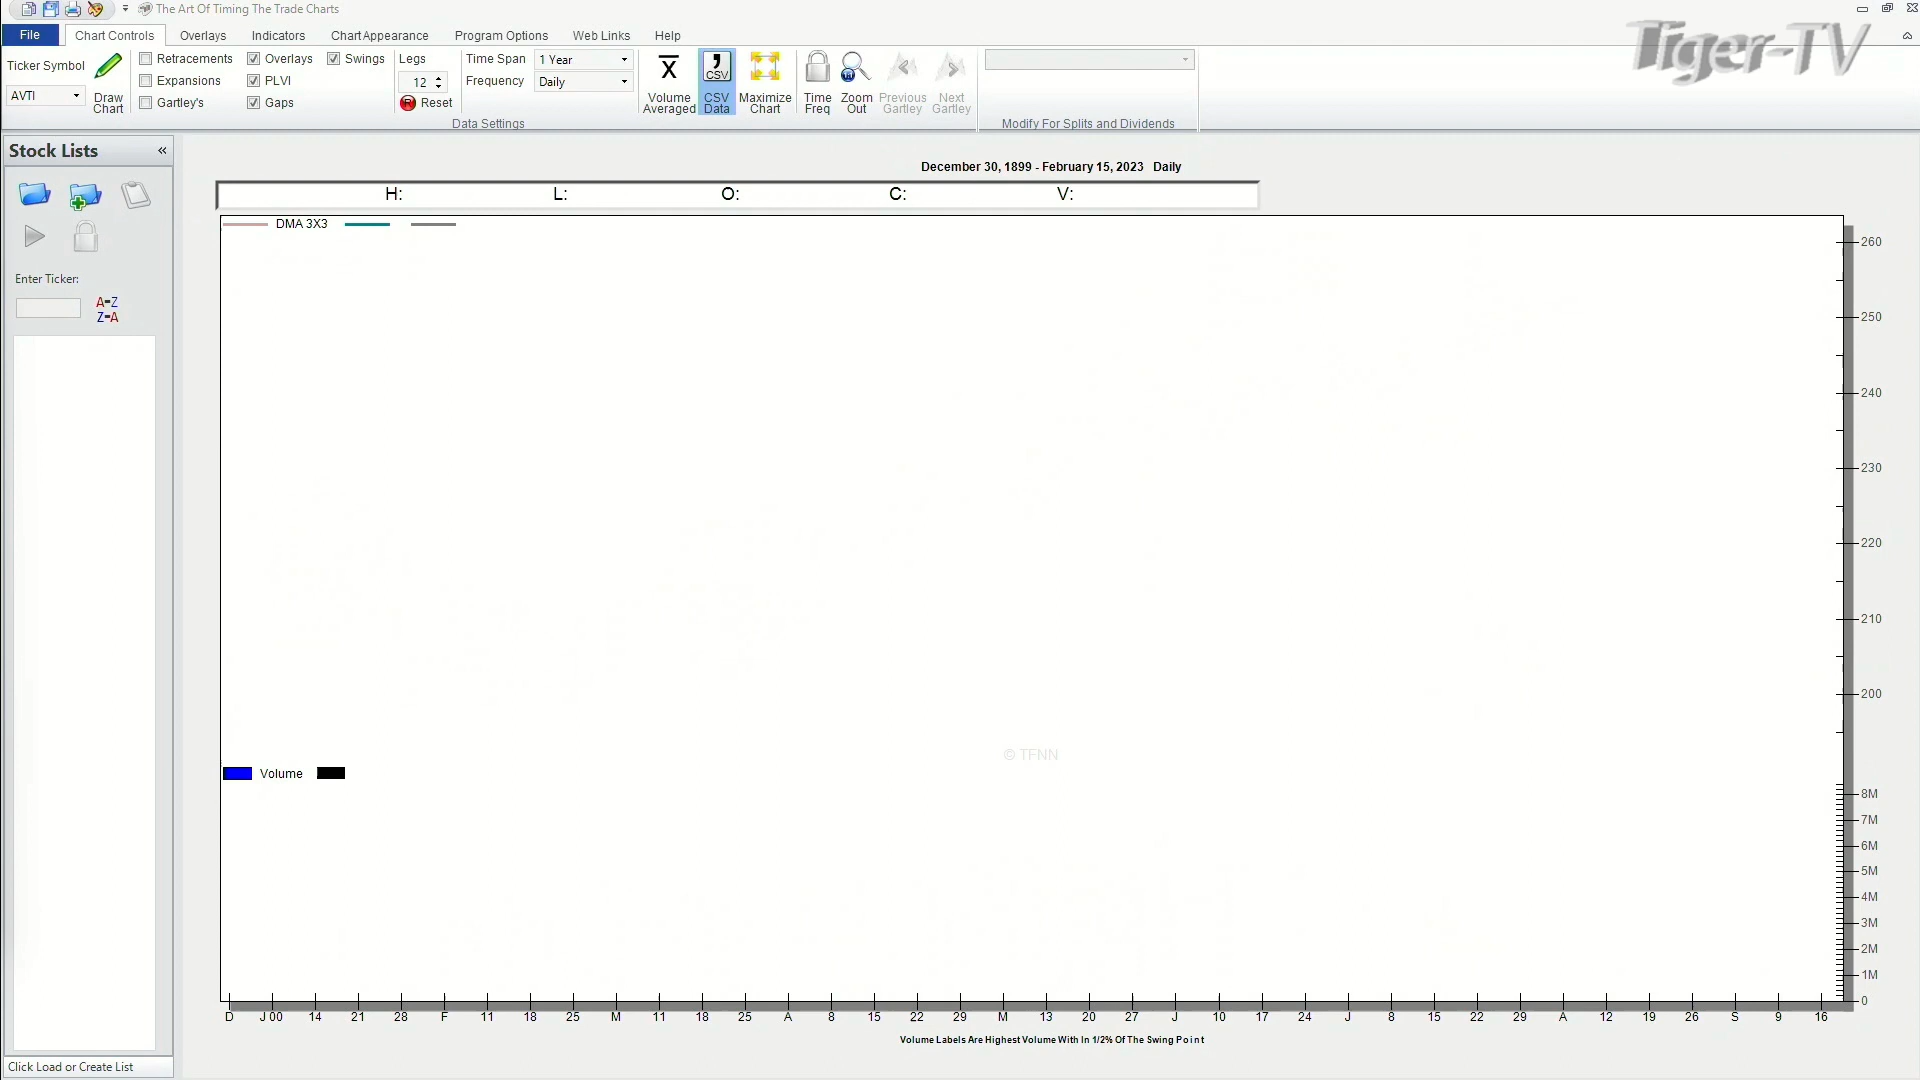 The Art Of Timing The Trade Charts
File Chart Controls Overlays Indicators Chart Appearance Program Options Web Links Help
Tiger-TV
Ticker Symbol
AVTI
Draw Chart
Retracements
Expansions
Gartley's
Overlays
PLVI
Gaps
Swings
Legs
12
Reset
Time Span 1 Year
Frequency Daily
Data Settings
Volume Averaged
CSV
CSV Data
Maximize Chart
Time Freq
Zoom Out
Previous Gartley
Next Gartley
Modify For Splits and Dividends
Stock Lists «
Enter Ticker:
A=Z
Z=A
Click Load or Create List
December 30, 1899 - February 15, 2023 Daily
H: L: O: C: V:
DMA 3X3
260
250
240
230
220
210
200
© TFNN
Volume
8M
7M
6M
5M
4M
3M
2M
1M
0
D J 00 14 21 28 F 11 18 25 M 11 18 25 A 8 15 22 29 M 13 20 27 J 10 17 24 J 8 15 22 29 A 12 19 26 S 9 16
Volume Labels Are Highest Volume With In 1/2% Of The Swing Point